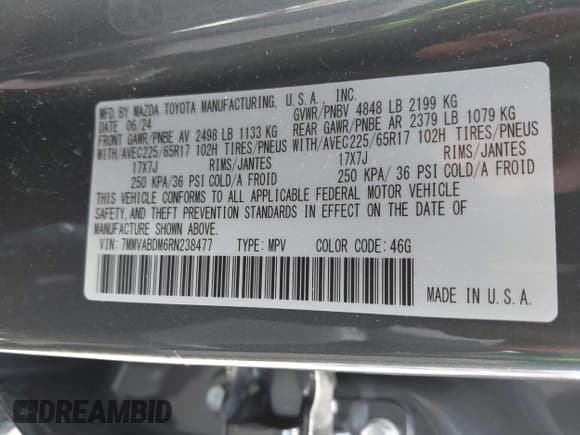 MFD. BY MAZDA TOYOTA MANUFACTURING, U.S.A., INC.
DATE 06/24 GVWR/PNBV 4848 LB 2199 KG
FRONT GAWR/PNBE AV 2498 LB 1133 KG REAR GAWR/PNBE AR 2379 LB 1079 KG
WITH/AVEC225/65R17 102H TIRES/PNEUS WITH/AVEC225/65R17 102H TIRES/PNEUS
17X7J RIMS/JANTES 17X7J RIMS/JANTES
250 KPA/36 PSI COLD/A FROID 250 KPA/ 36 PSI COLD/A FROID
THIS VEHICLE CONFORMS TO ALL APPLICABLE FEDERAL MOTOR VEHICLE
SAFETY, AND THEFT PREVENTION STANDARDS IN EFFECT ON THE DATE OF
MANUFACTURE SHOWN ABOVE.
VIN: 7MMVABDM6RN238477 TYPE: MPV COLOR CODE: 46G
MADE IN U.S.A.
DREAMBID